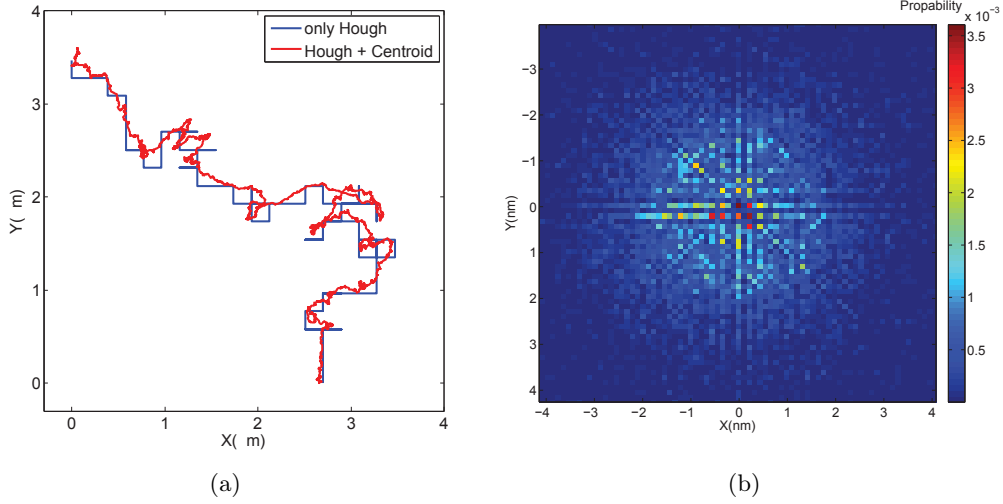 4
3
2
1
0
Y( m)
0 1 2 3 4
X( m)
only Hough
Hough + Centroid
(a)
Propability
x 10⁻³
−3
−2
−1
0
1
2
3
4
Y(nm)
−4 −3 −2 −1 0 1 2 3 4
X(nm)
3.5
3
2.5
2
1.5
1
0.5
(b)